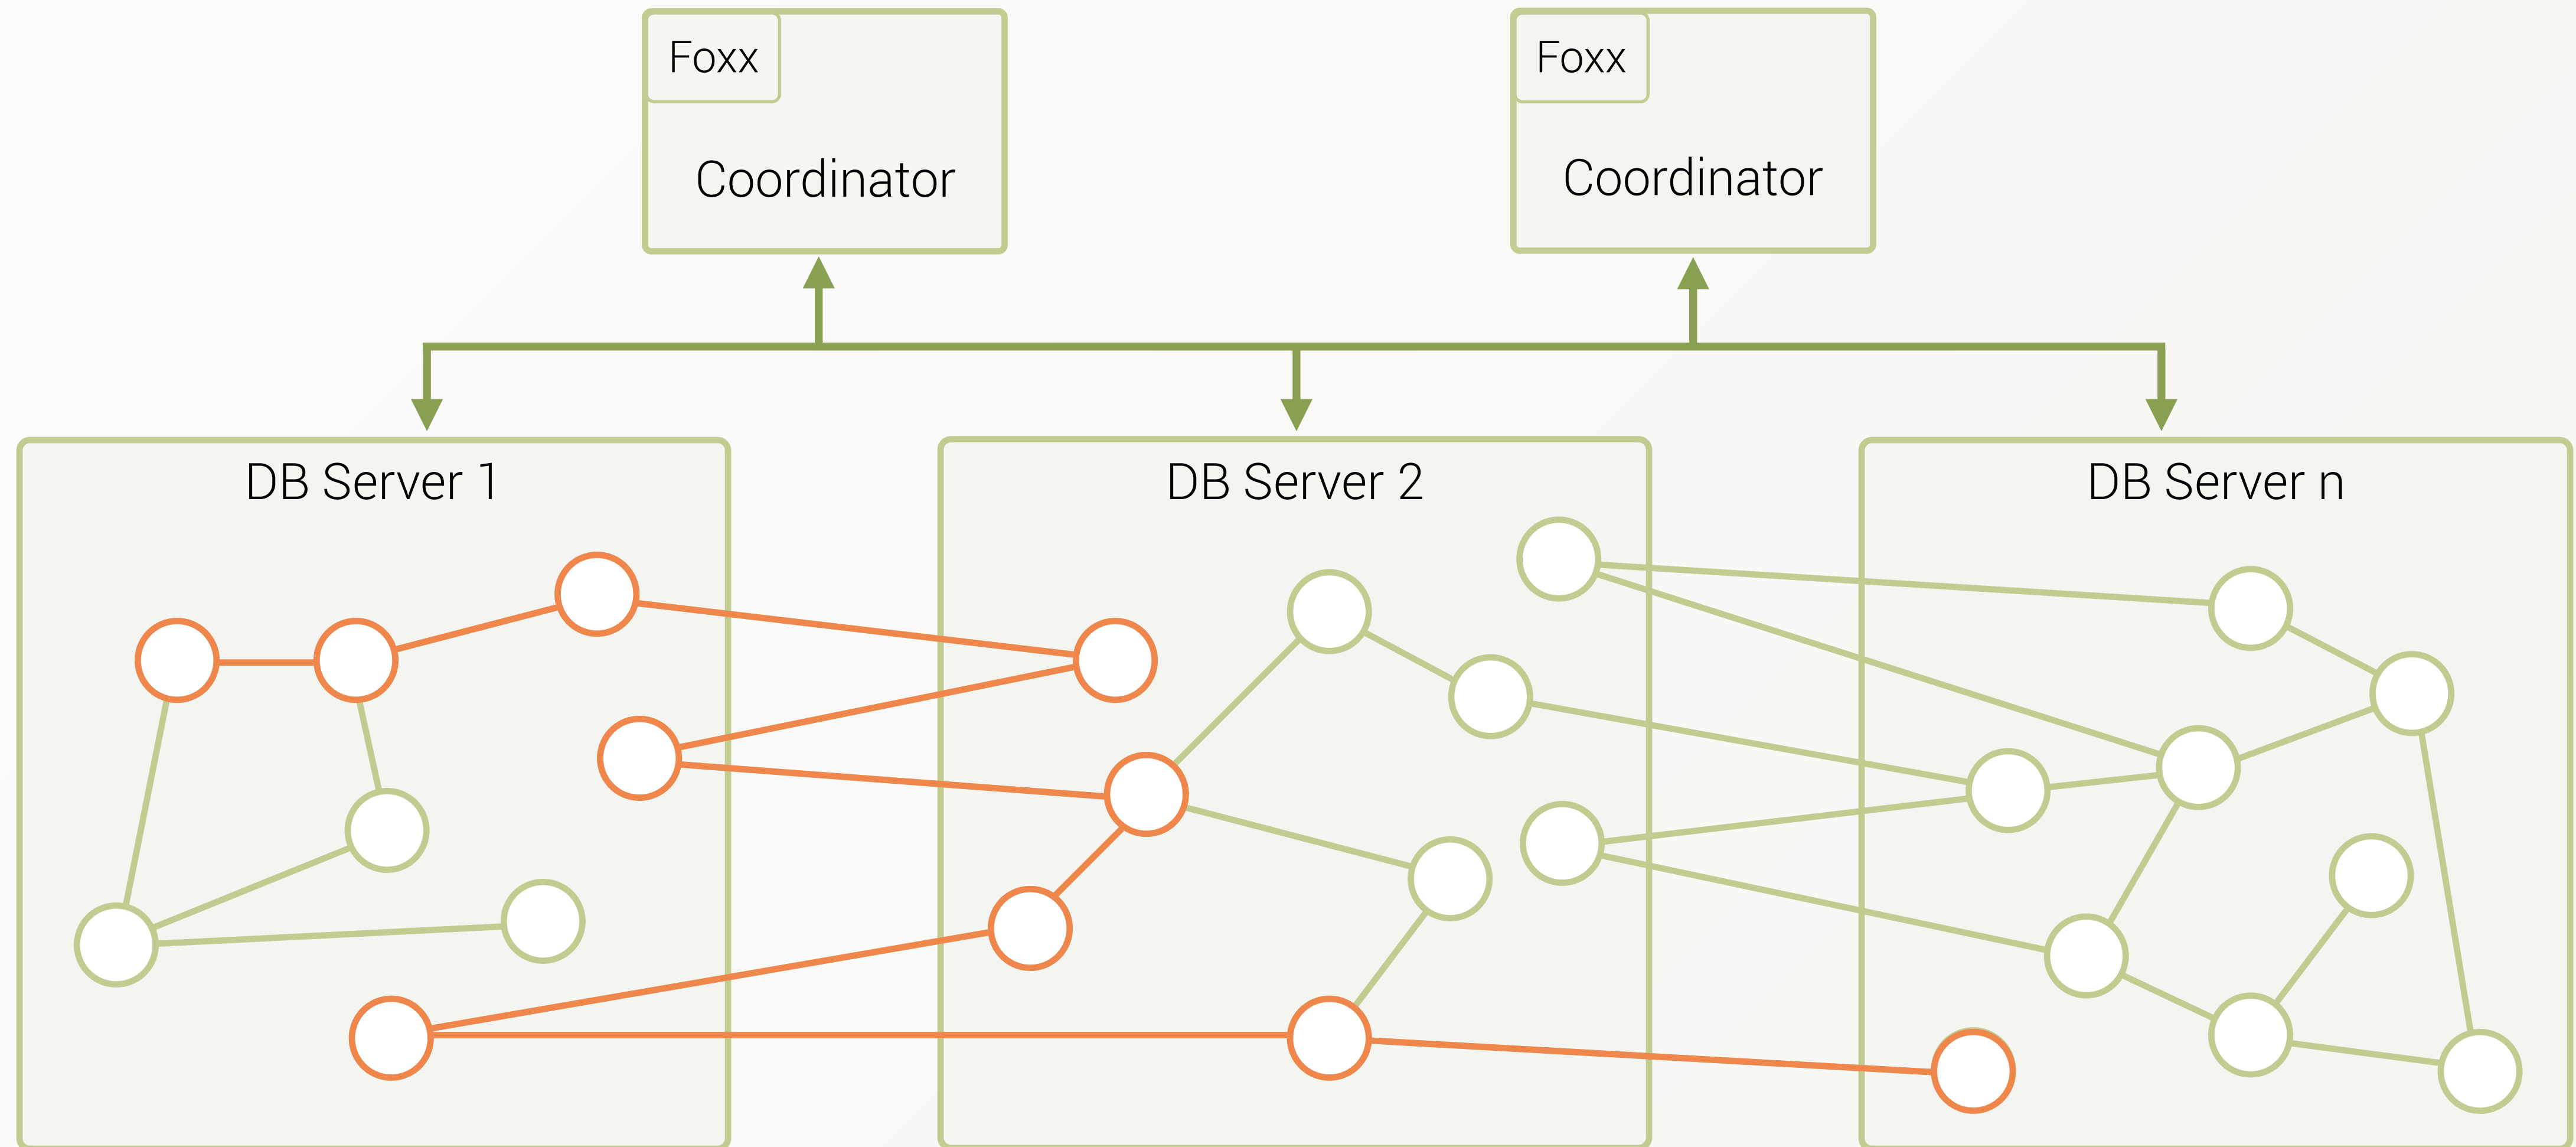 Foxx
Coordinator
Foxx
Coordinator
DB Server 1
DB Server 2
DB Server n